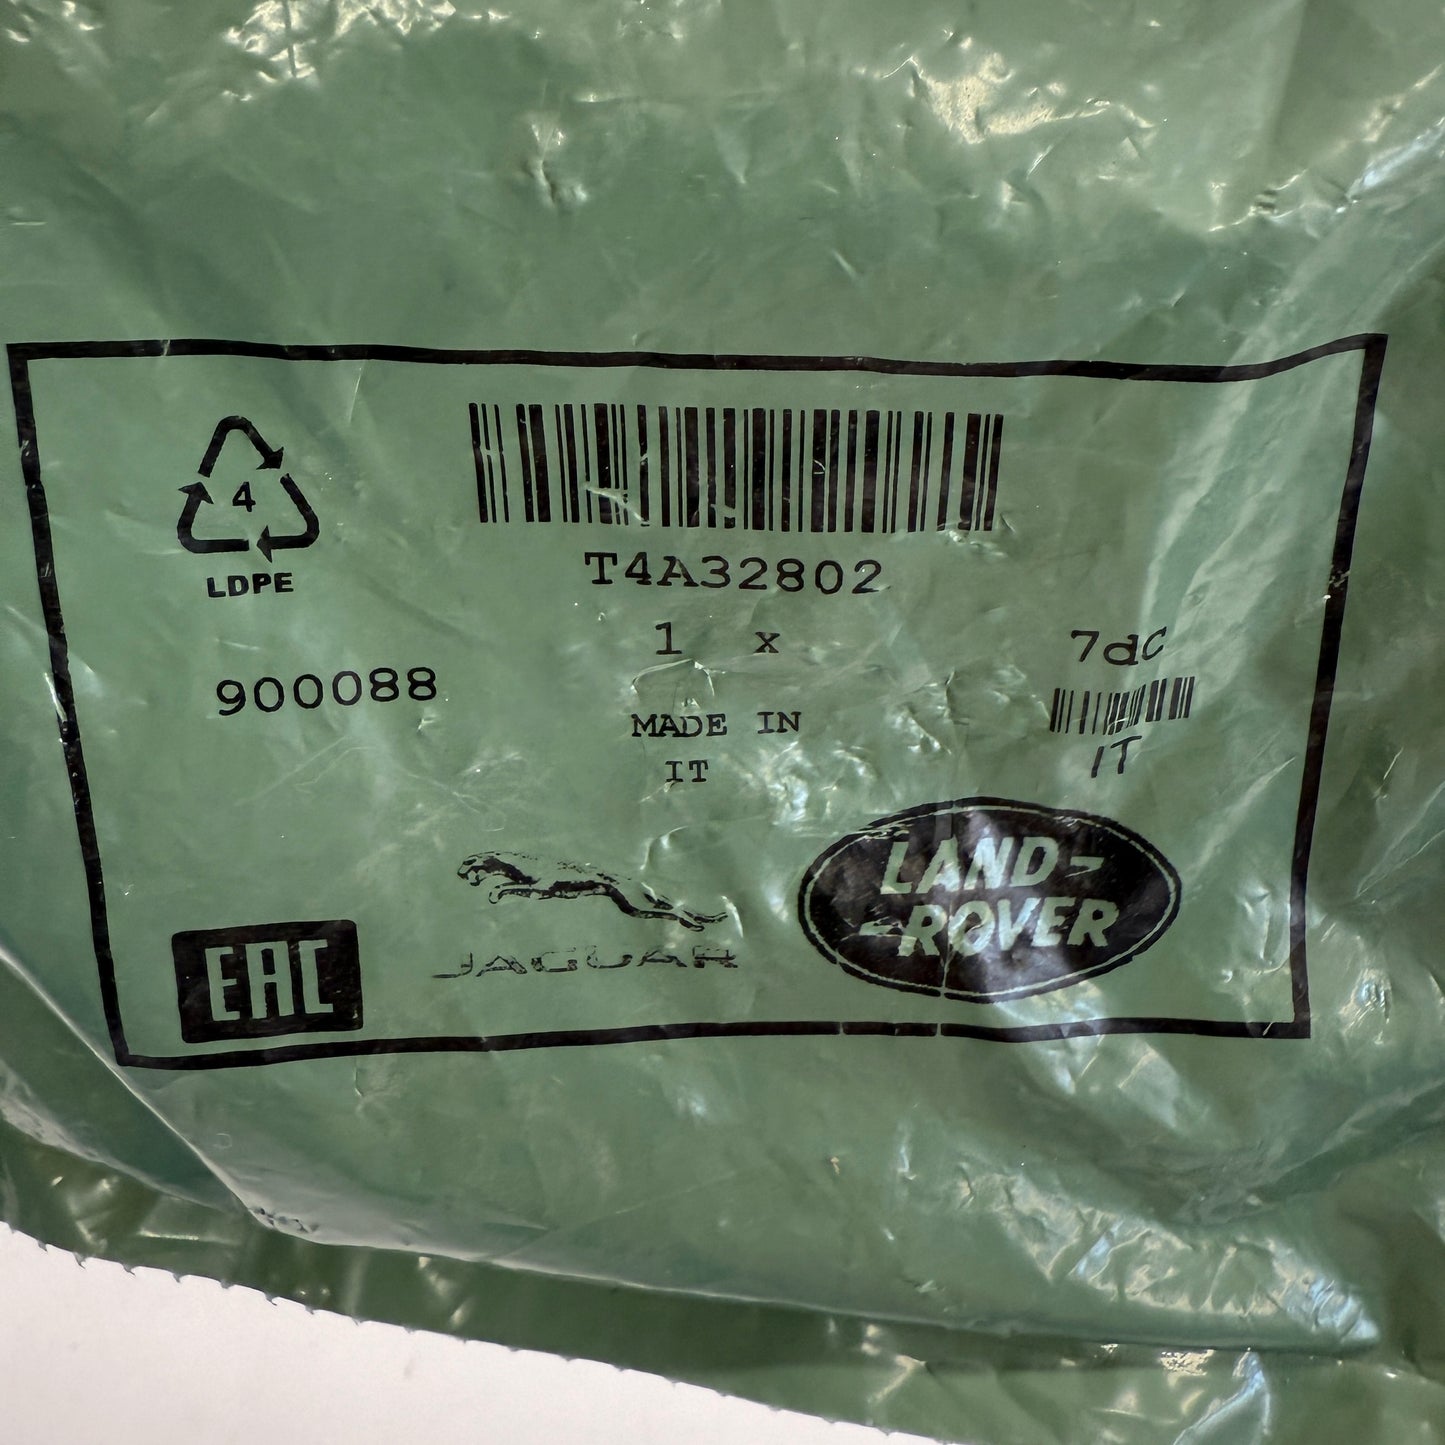 4
LDPE
T4A32802
1 x
7dC
900088
MADE IN
IT
IT
JAGUAR
LAND-
-ROVER
EAC